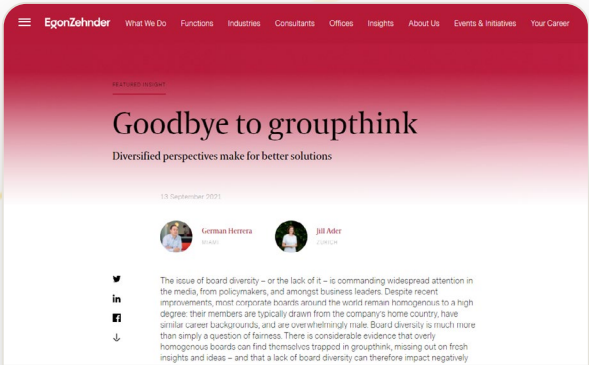 EgonZehnder What We Do Functions Industries Consultants Offices Insights About Us Events & Initiatives Your Career
FEATURED INSIGHT
Goodbye to groupthink
Diversified perspectives make for better solutions
13 September 2021
German Herrera Jill Ader
MIAMI ZURICH
The issue of board diversity – or the lack of it – is commanding widespread attention in
the media, from policymakers, and amongst business leaders. Despite recent
improvements, most corporate boards around the world remain homogenous to a high
degree: their members are typically drawn from the company's home country, have
similar career backgrounds, and are overwhelmingly male. Board diversity is much more
than simply a question of fairness. There is considerable evidence that overly
homogenous boards can find themselves trapped in groupthink, missing out on fresh
insights and ideas – and that a lack of board diversity can therefore impact negatively